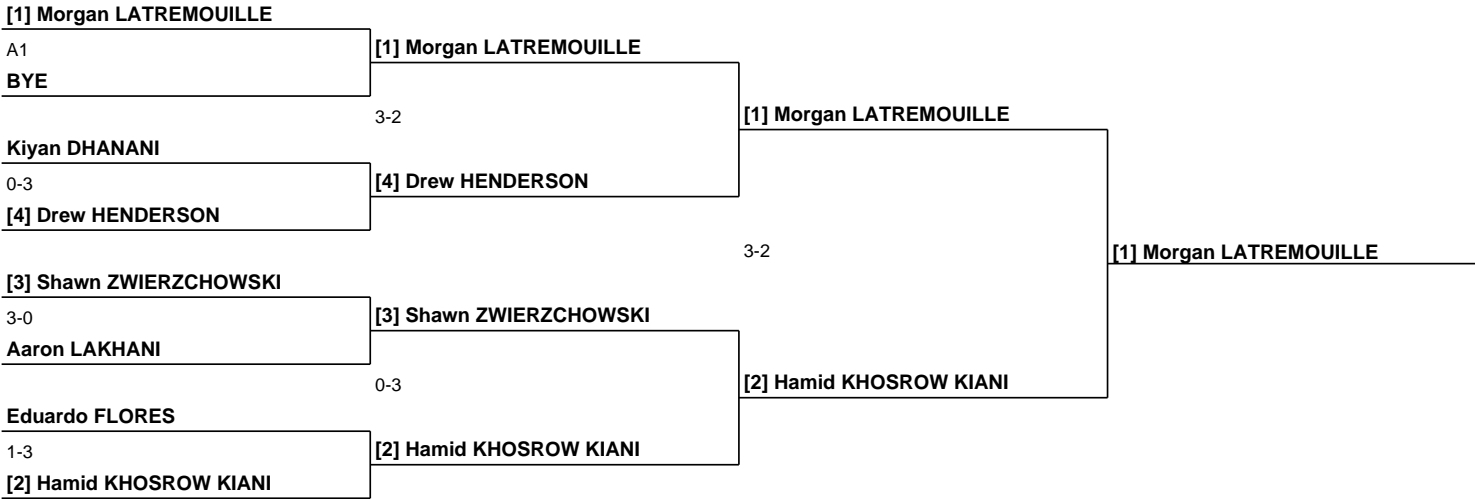 [1] Morgan LATREMOUILLE
A1
BYE
Kiyan DHANANI
0-3
[4] Drew HENDERSON
[3] Shawn ZWIERZCHOWSKI
3-0
Aaron LAKHANI
Eduardo FLORES
1-3
[2] Hamid KHOSROW KIANI
[1] Morgan LATREMOUILLE
3-2
[4] Drew HENDERSON
[3] Shawn ZWIERZCHOWSKI
0-3
[2] Hamid KHOSROW KIANI
[1] Morgan LATREMOUILLE
3-2
[2] Hamid KHOSROW KIANI
[1] Morgan LATREMOUILLE